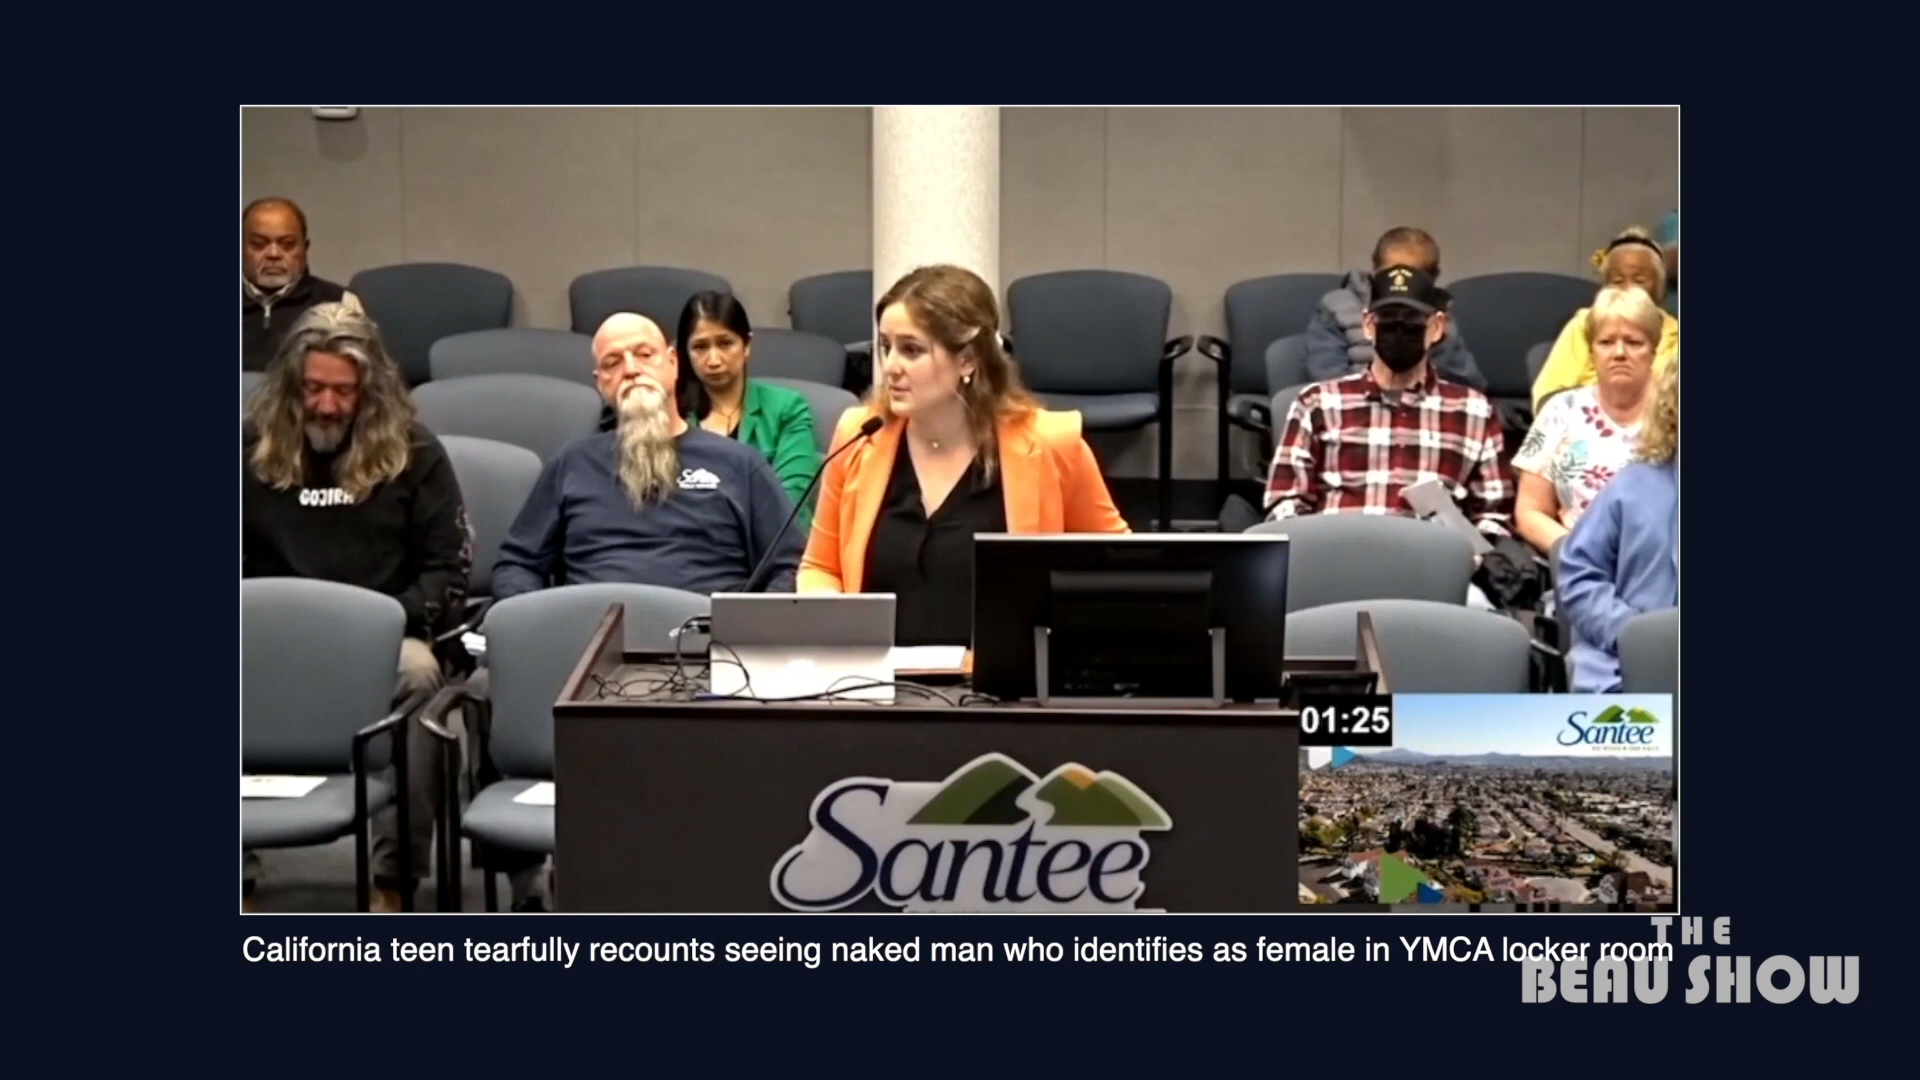 GOJIRA
Santee
01:25
Santee
Santee
California teen tearfully recounts seeing naked man who identifies as female in YMCA locker room
THE
BEAU SHOW